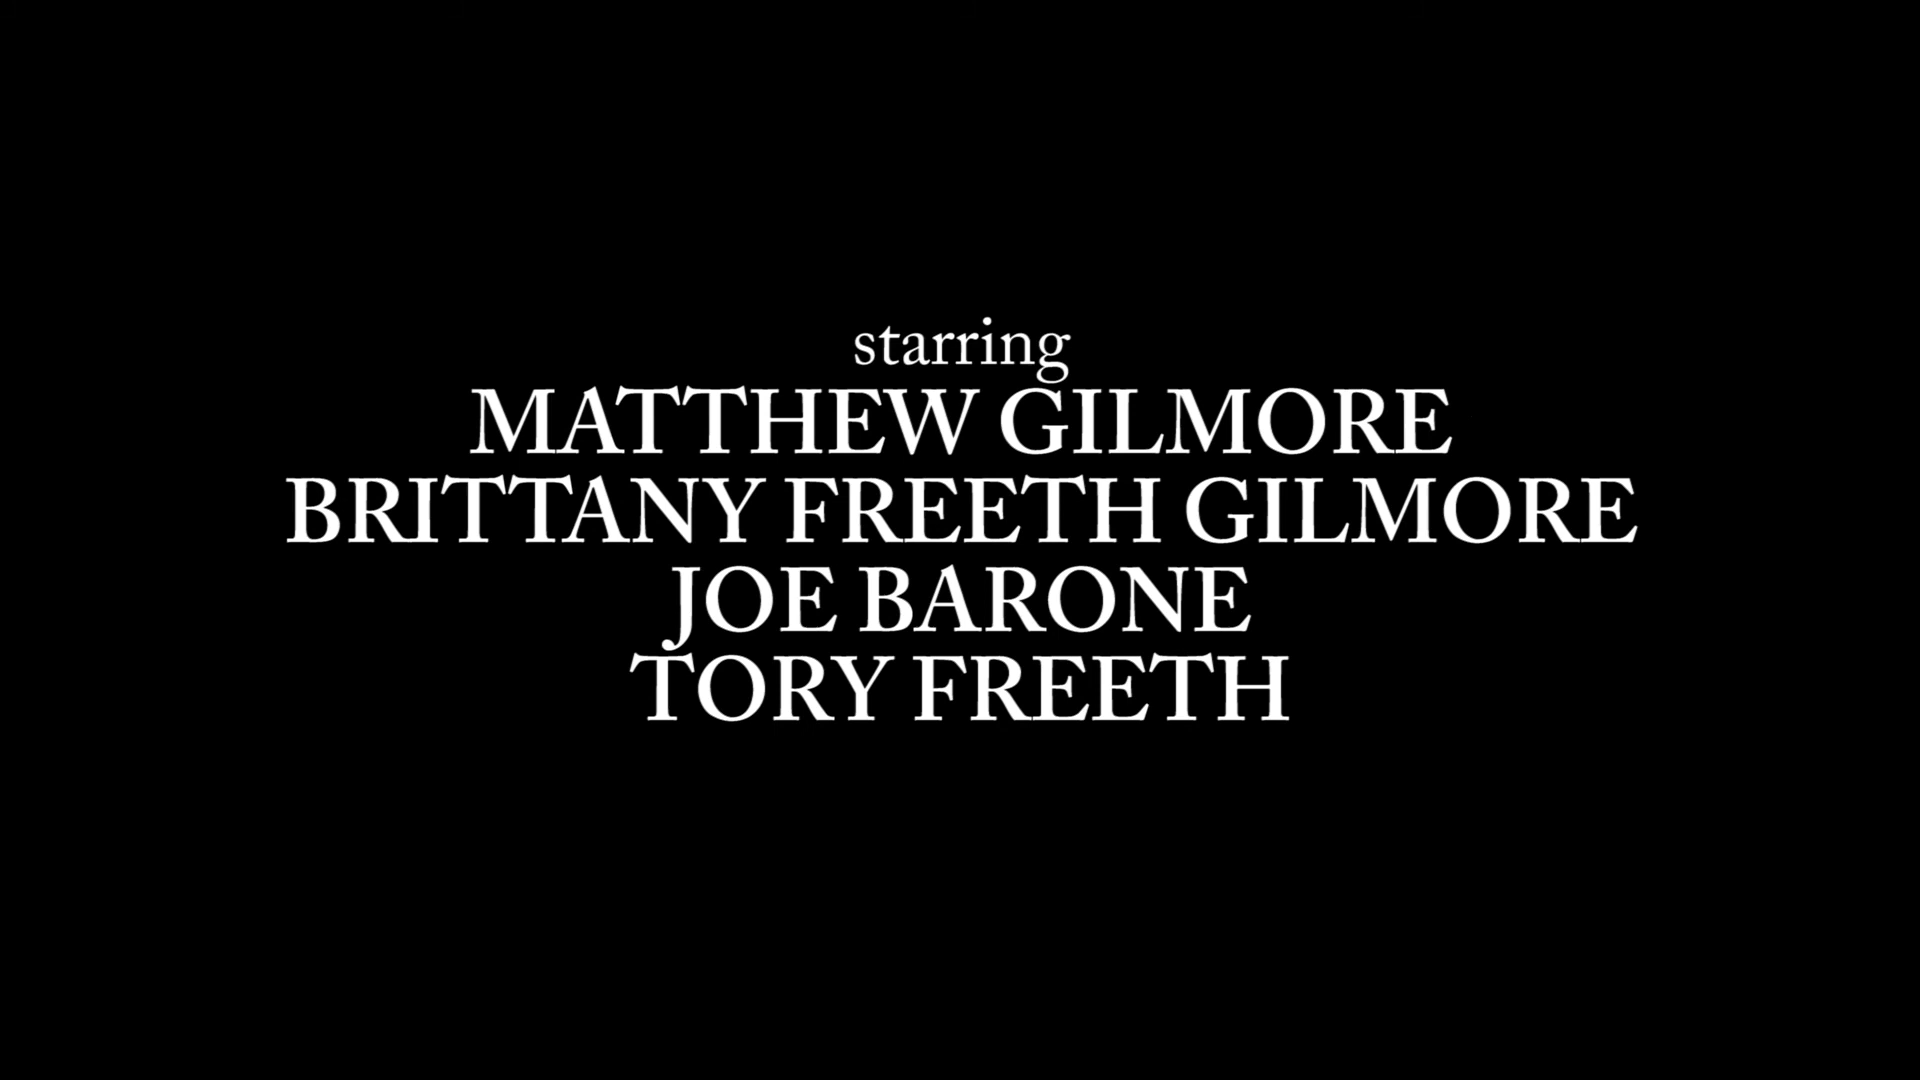 starring
MATTHEW GILMORE
BRITTANY FREETH GILMORE
JOE BARONE
TORY FREETH